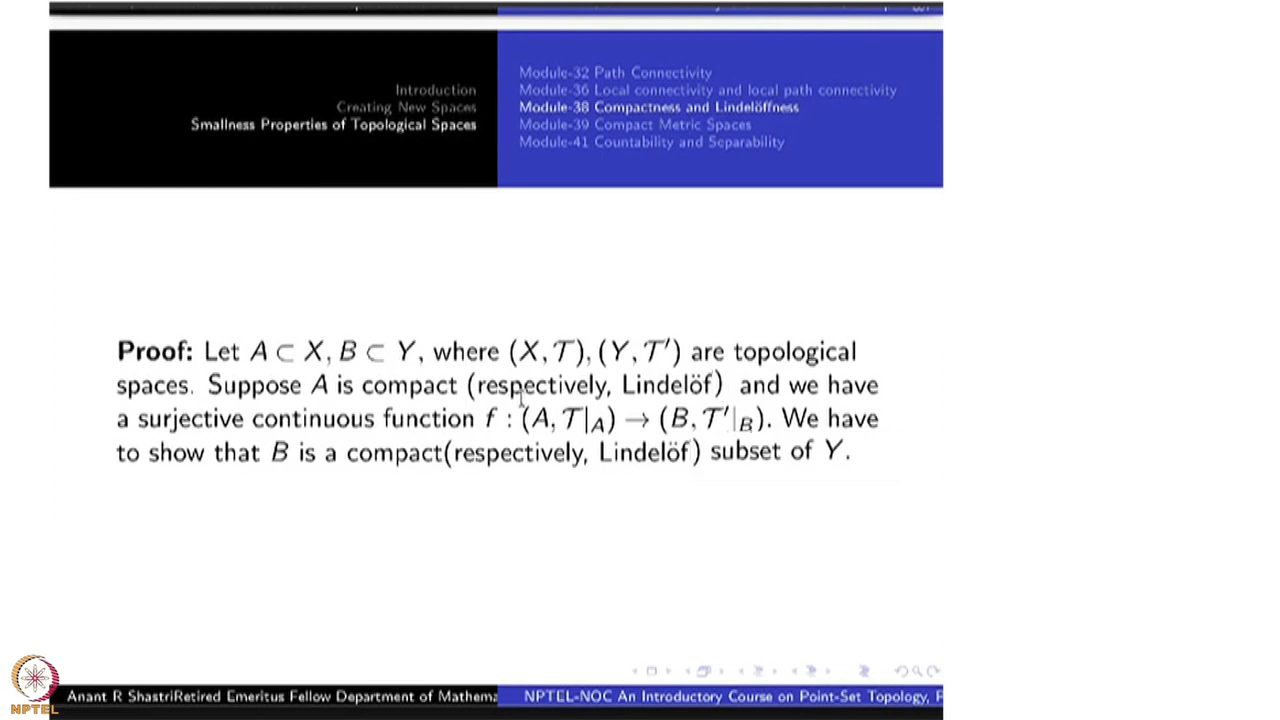 Introduction
Creating New Spaces
Smallness Properties of Topological Spaces
Module-32 Path Connectivity
Module-36 Local connectivity and local path connectivity
Module-38 Compactness and Lindelöffness
Module-39 Compact Metric Spaces
Module-41 Countability and Separability
Proof: Let A ⊂ X, B ⊂ Y, where (X, 𝒯), (Y, 𝒯′) are topological
spaces. Suppose A is compact (respectively, Lindelöf) and we have
a surjective continuous function f : (A, 𝒯|_A) → (B, 𝒯′|_B). We have
to show that B is a compact(respectively, Lindelöf) subset of Y.
NPTEL
Anant R ShastriRetired Emeritus Fellow Department of Mathema
NPTEL-NOC An Introductory Course on Point-Set Topology, P